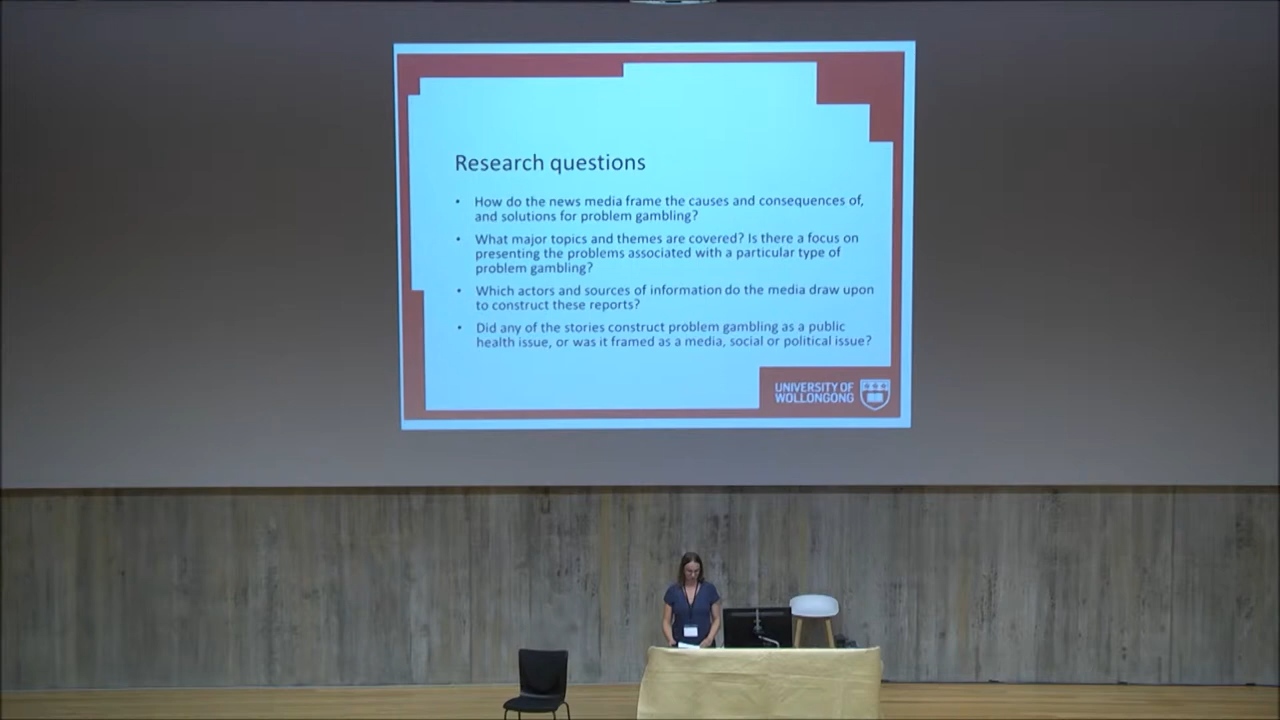 Research questions
• How do the news media frame the causes and consequences of,
and solutions for problem gambling?
• What major topics and themes are covered? Is there a focus on
presenting the problems associated with a particular type of
problem gambling?
• Which actors and sources of information do the media draw upon
to construct these reports?
• Did any of the stories construct problem gambling as a public
health issue, or was it framed as a media, social or political issue?
UNIVERSITY OF
WOLLONGONG